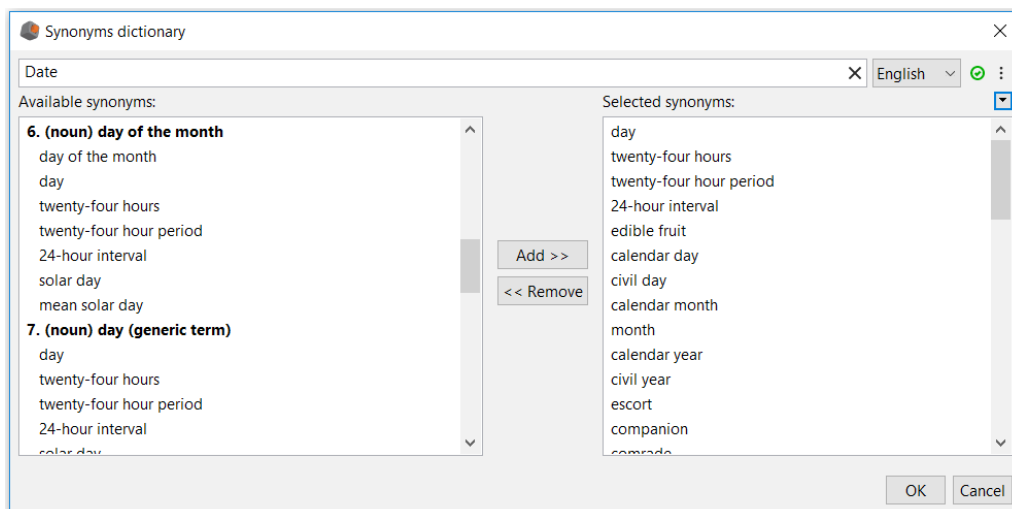 Synonyms dictionary
Date
English
Available synonyms:
Selected synonyms:
6. (noun) day of the month
day of the month
day
twenty-four hours
twenty-four hour period
24-hour interval
solar day
mean solar day
7. (noun) day (generic term)
day
twenty-four hours
twenty-four hour period
24-hour interval
solar day
Add >>
<< Remove
day
twenty-four hours
twenty-four hour period
24-hour interval
edible fruit
calendar day
civil day
calendar month
month
calendar year
civil year
escort
companion
comrade
OK
Cancel